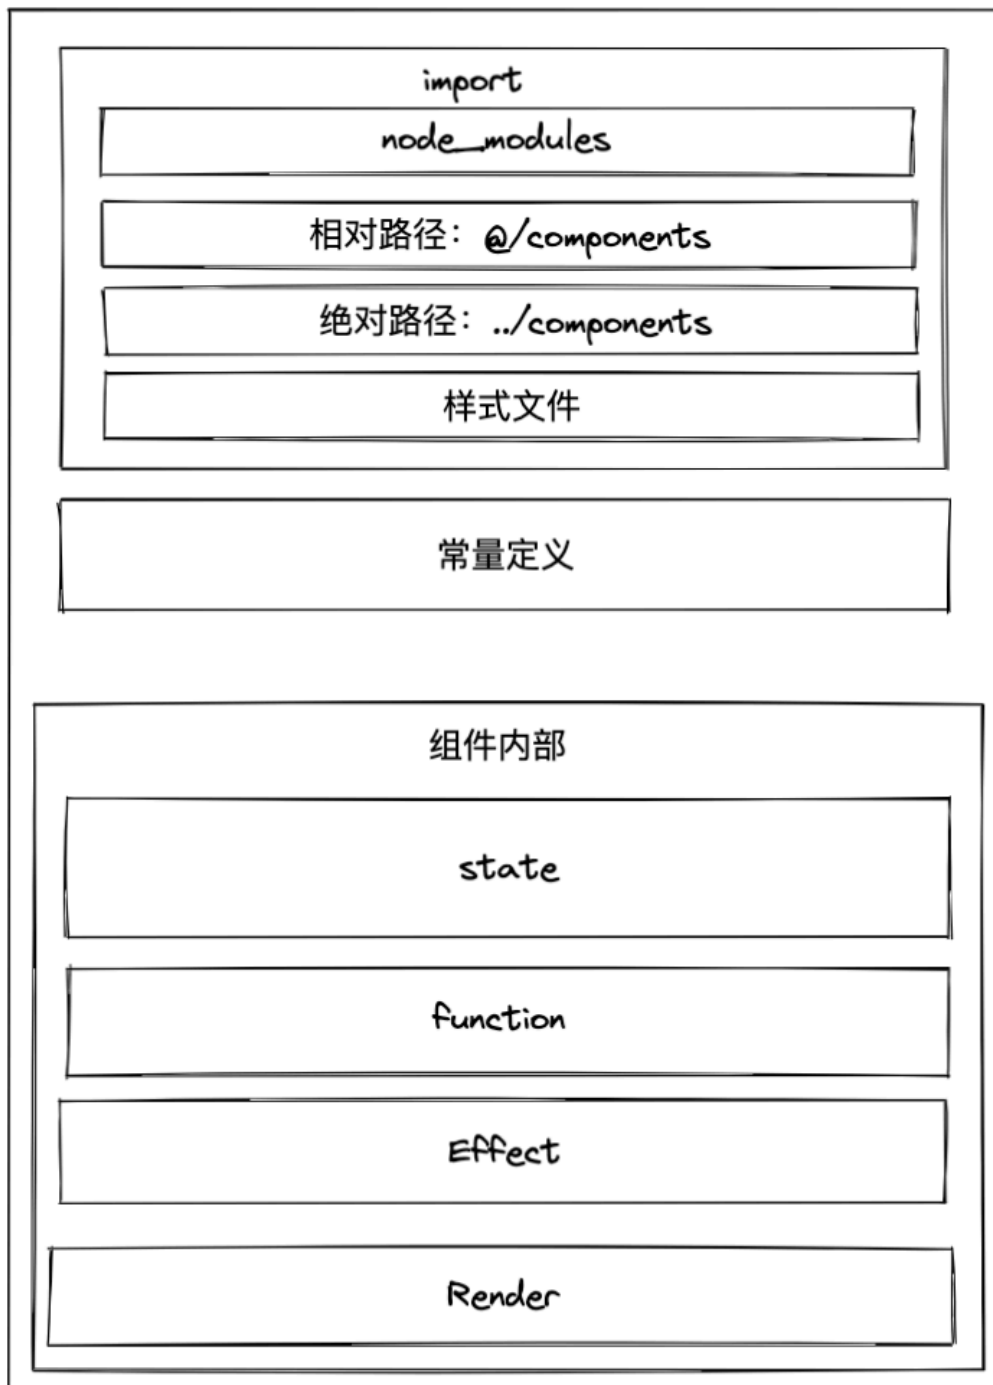 import
node_modules
相对路径：@/components
绝对路径：../components
样式文件
常量定义
组件内部
state
function
Effect
Render